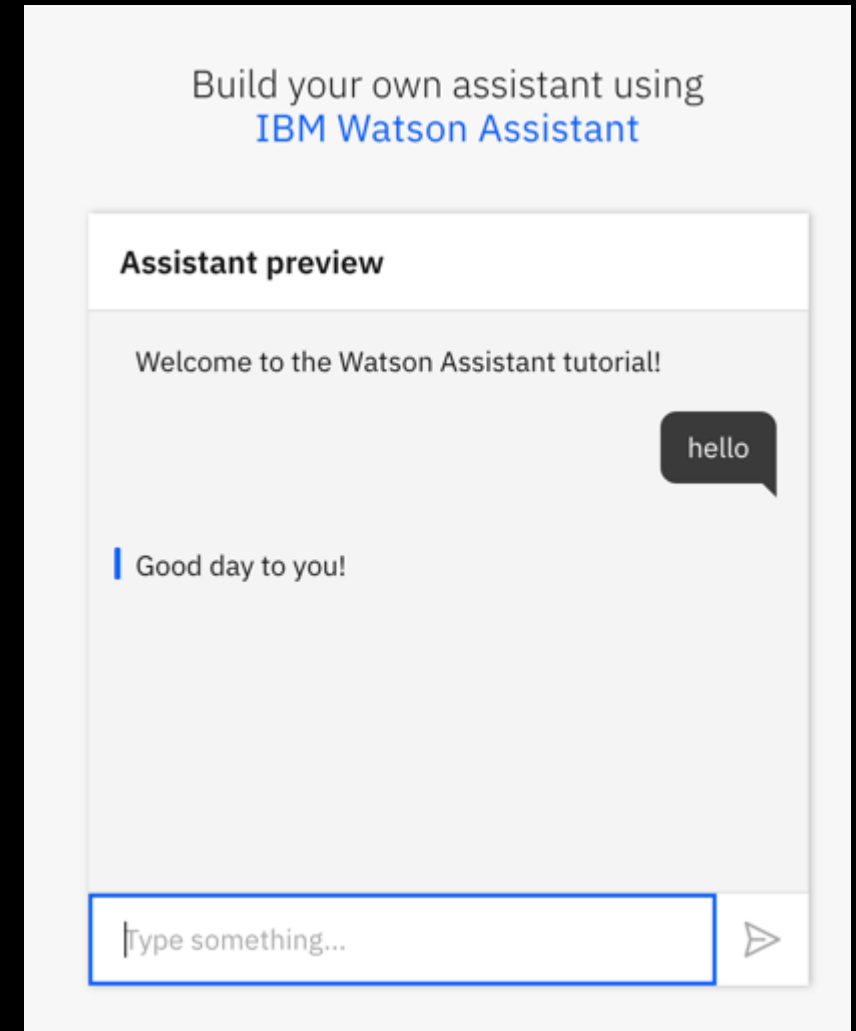 Build your own assistant using
IBM Watson Assistant
Assistant preview
Welcome to the Watson Assistant tutorial!
hello
Good day to you!
Type something...